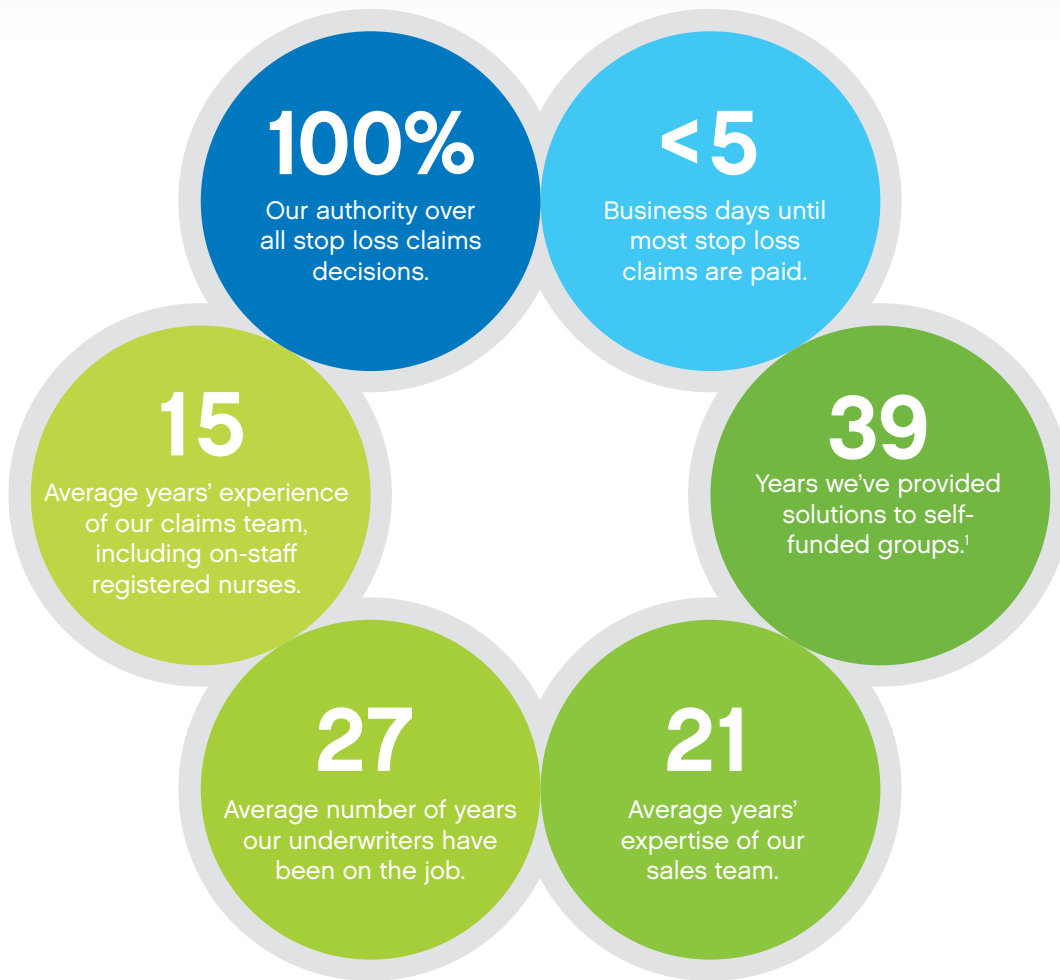 100%
Our authority over
all stop loss claims
decisions.
<5
Business days until
most stop loss
claims are paid.
15
Average years’ experience
of our claims team,
including on-staff
registered nurses.
39
Years we’ve provided
solutions to self-
funded groups.¹
27
Average number of years
our underwriters have
been on the job.
21
Average years’
expertise of our
sales team.